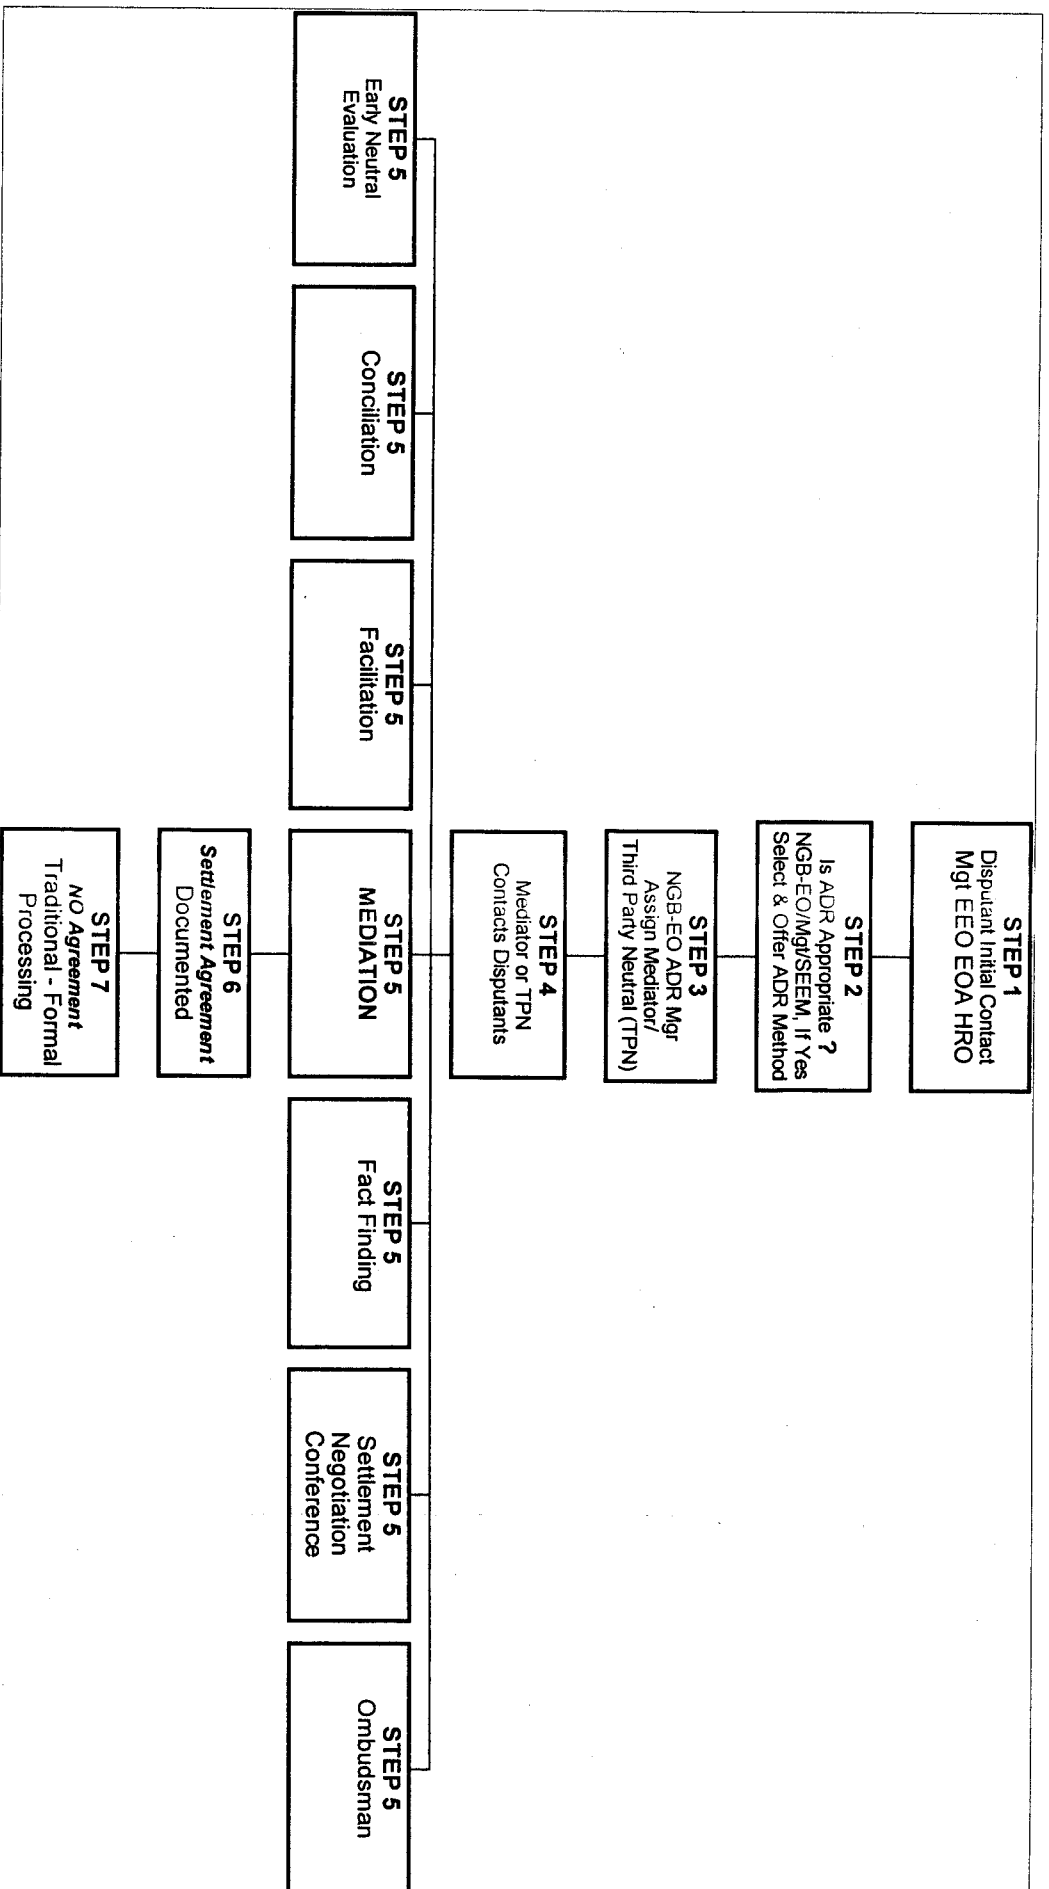 STEP 1
Disputant Initial Contact
Mgt EEO EOA HRO
STEP 2
Is ADR Appropriate ?
NGB-EO/Mgt/SEEM, If Yes
Select & Offer ADR Method
STEP 3
NGB-EO ADR Mgr
Assign Mediator/
Third Party Neutral (TPN)
STEP 4
Mediator or TPN
Contacts Disputants
STEP 5
Early Neutral
Evaluation
STEP 5
Conciliation
STEP 5
Facilitation
STEP 5
MEDIATION
STEP 5
Fact Finding
STEP 5
Settlement
Negotiation
Conference
STEP 5
Ombudsman
STEP 6
Settlement Agreement
Documented
STEP 7
NO Agreement
Traditional - Formal
Processing